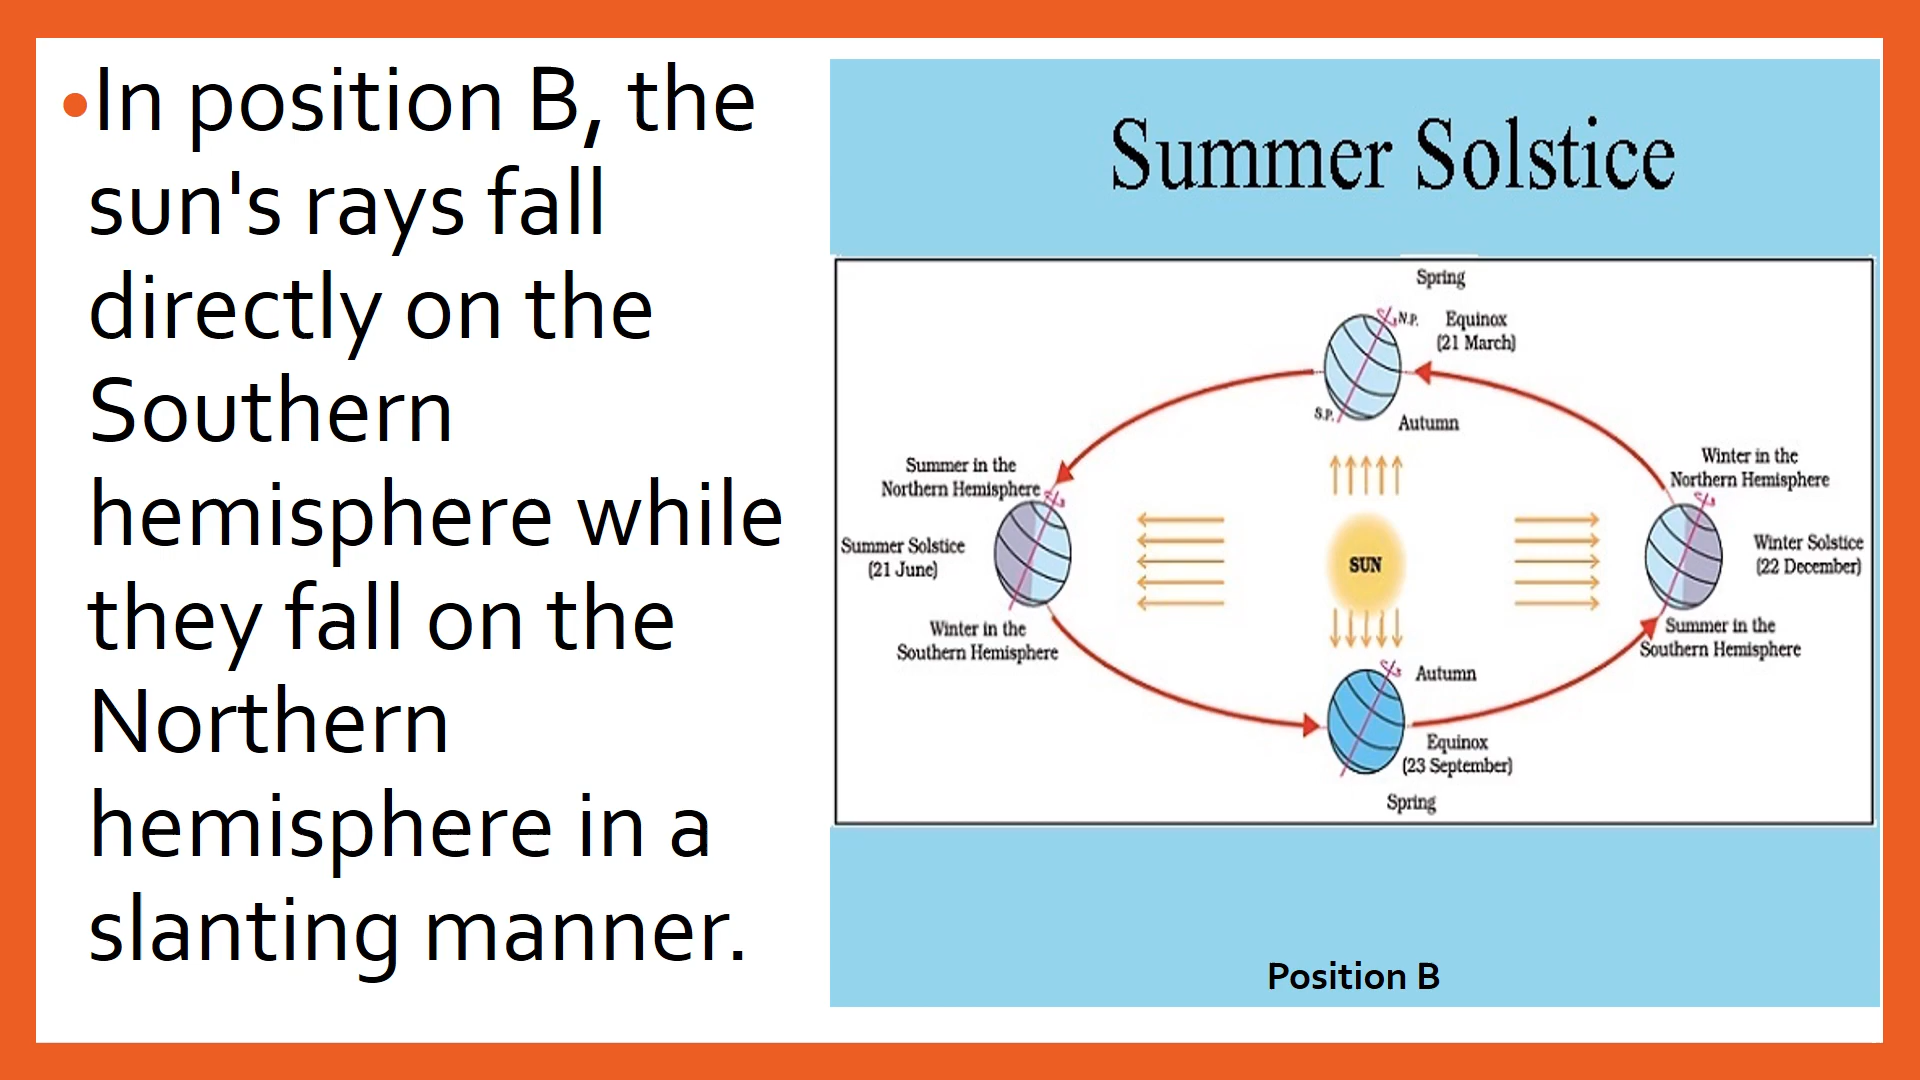 •In position B, the
sun's rays fall
directly on the
Southern
hemisphere while
they fall on the
Northern
hemisphere in a
slanting manner.
Summer Solstice
Spring
N.P.
Equinox
(21 March)
S.P.
Autumn
Summer in the
Northern Hemisphere
Summer Solstice
(21 June)
Winter in the
Southern Hemisphere
SUN
Winter in the
Northern Hemisphere
Winter Solstice
(22 December)
Summer in the
Southern Hemisphere
Autumn
Equinox
(23 September)
Spring
Position B